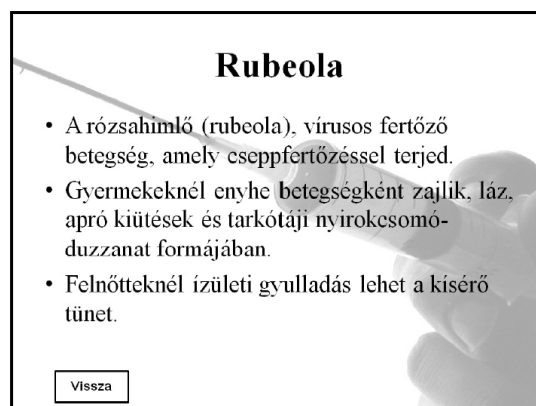 Rubeola
• A rózsahimlő (rubeola), vírusos fertőző
betegség, amely cseppfertőzéssel terjed.
• Gyermekeknél enyhe betegségként zajlik, láz,
apró kiütések és tarkótáji nyirokcsomó-
duzzanat formájában.
• Felnőtteknél ízületi gyulladás lehet a kísérő
tünet.
Vissza